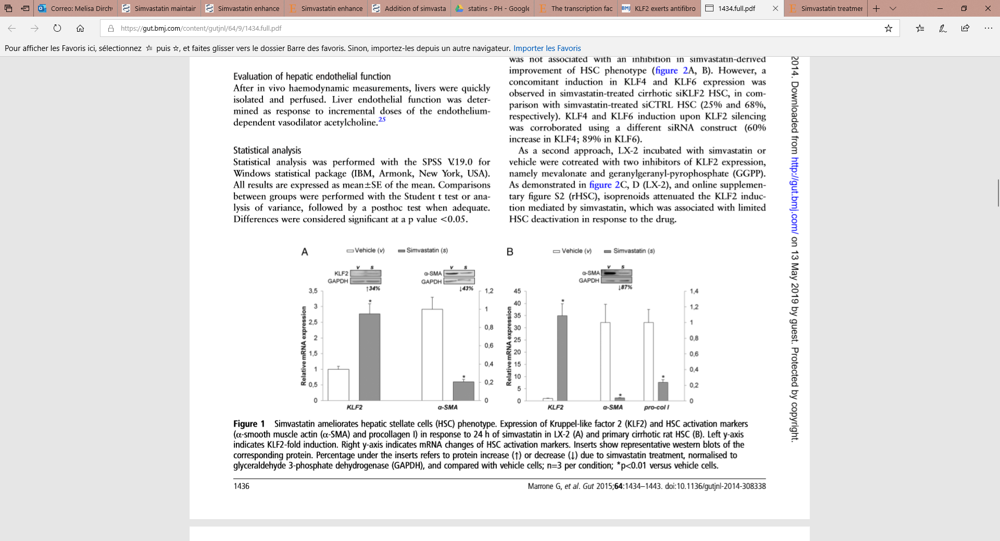 Correo: Melisa Dirch
Simvastatin maintair
Simvastatin enhance
Simvastatin enhance
Addition of simvasta
statins - PH - Google
The transcription fac
BMJ KLF2 exerts antifibro
1434.full.pdf
Simvastatin treatmer
https://gut.bmj.com/content/gutjnl/64/9/1434.full.pdf
Pour afficher les Favoris ici, sélectionnez puis ☆, et faites glisser vers le dossier Barre des favoris. Sinon, importez-les depuis un autre navigateur. Importer les Favoris
Evaluation of hepatic endothelial function
After in vivo haemodynamic measurements, livers were quickly
isolated and perfused. Liver endothelial function was deter-
mined as response to incremental doses of the endothelium-
dependent vasodilator acetylcholine.25
Statistical analysis
Statistical analysis was performed with the SPSS V.19.0 for
Windows statistical package (IBM, Armonk, New York, USA).
All results are expressed as mean±SE of the mean. Comparisons
between groups were performed with the Student t test or ana-
lysis of variance, followed by a posthoc test when adequate.
Differences were considered significant at a p value <0.05.
was not associated with an inhibition in simvastatin-derived
improvement of HSC phenotype (figure 2A, B). However, a
concomitant induction in KLF4 and KLF6 expression was
observed in simvastatin-treated cirrhotic siKLF2 HSC, in com-
parison with simvastatin-treated siCTRL HSC (25% and 68%,
respectively). KLF4 and KLF6 induction upon KLF2 silencing
was corroborated using a different siRNA construct (60%
increase in KLF4; 89% in KLF6).
As a second approach, LX-2 incubated with simvastatin or
vehicle were cotreated with two inhibitors of KLF2 expression,
namely mevalonate and geranylgeranyl-pyrophosphate (GGPP).
As demonstrated in figure 2C, D (LX-2), and online supplemen-
tary figure S2 (rHSC), isoprenoids attenuated the KLF2 induc-
tion mediated by simvastatin, which was associated with limited
HSC deactivation in response to the drug.
A
Vehicle (v) Simvastatin (s)
v s
KLF2
GAPDH
↑34%
v s
α-SMA
GAPDH
↓43%
Relative mRNA expression
3,5
3
2,5
2
1,5
1
0,5
0
1,2
1
0,8
0,6
0,4
0,2
0
*
*
KLF2 α-SMA
B
Vehicle (v) Simvastatin (s)
v s
α-SMA
GAPDH
↓87%
Relative mRNA expression
45
40
35
30
25
20
15
10
5
0
1,4
1,2
1
0,8
0,6
0,4
0,2
0
*
*
*
KLF2 α-SMA pro-col I
Figure 1 Simvastatin ameliorates hepatic stellate cells (HSC) phenotype. Expression of Kruppel-like factor 2 (KLF2) and HSC activation markers
(α-smooth muscle actin (α-SMA) and procollagen I) in response to 24 h of simvastatin in LX-2 (A) and primary cirrhotic rat HSC (B). Left y-axis
indicates KLF2-fold induction. Right y-axis indicates mRNA changes of HSC activation markers. Inserts show representative western blots of the
corresponding protein. Percentage under the inserts refers to protein increase (↑) or decrease (↓) due to simvastatin treatment, normalised to
glyceraldehyde 3-phosphate dehydrogenase (GAPDH), and compared with vehicle cells; n=3 per condition; *p<0.01 versus vehicle cells.
1436
Marrone G, et al. Gut 2015;64:1434–1443. doi:10.1136/gutjnl-2014-308338
2014. Downloaded from http://gut.bmj.com/ on 13 May 2019 by guest. Protected by copyright.